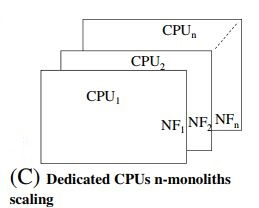 CPUₙ
CPU₂
CPU₁
NF₁ NF₂ NFₙ
(C) Dedicated CPUs n-monoliths
scaling